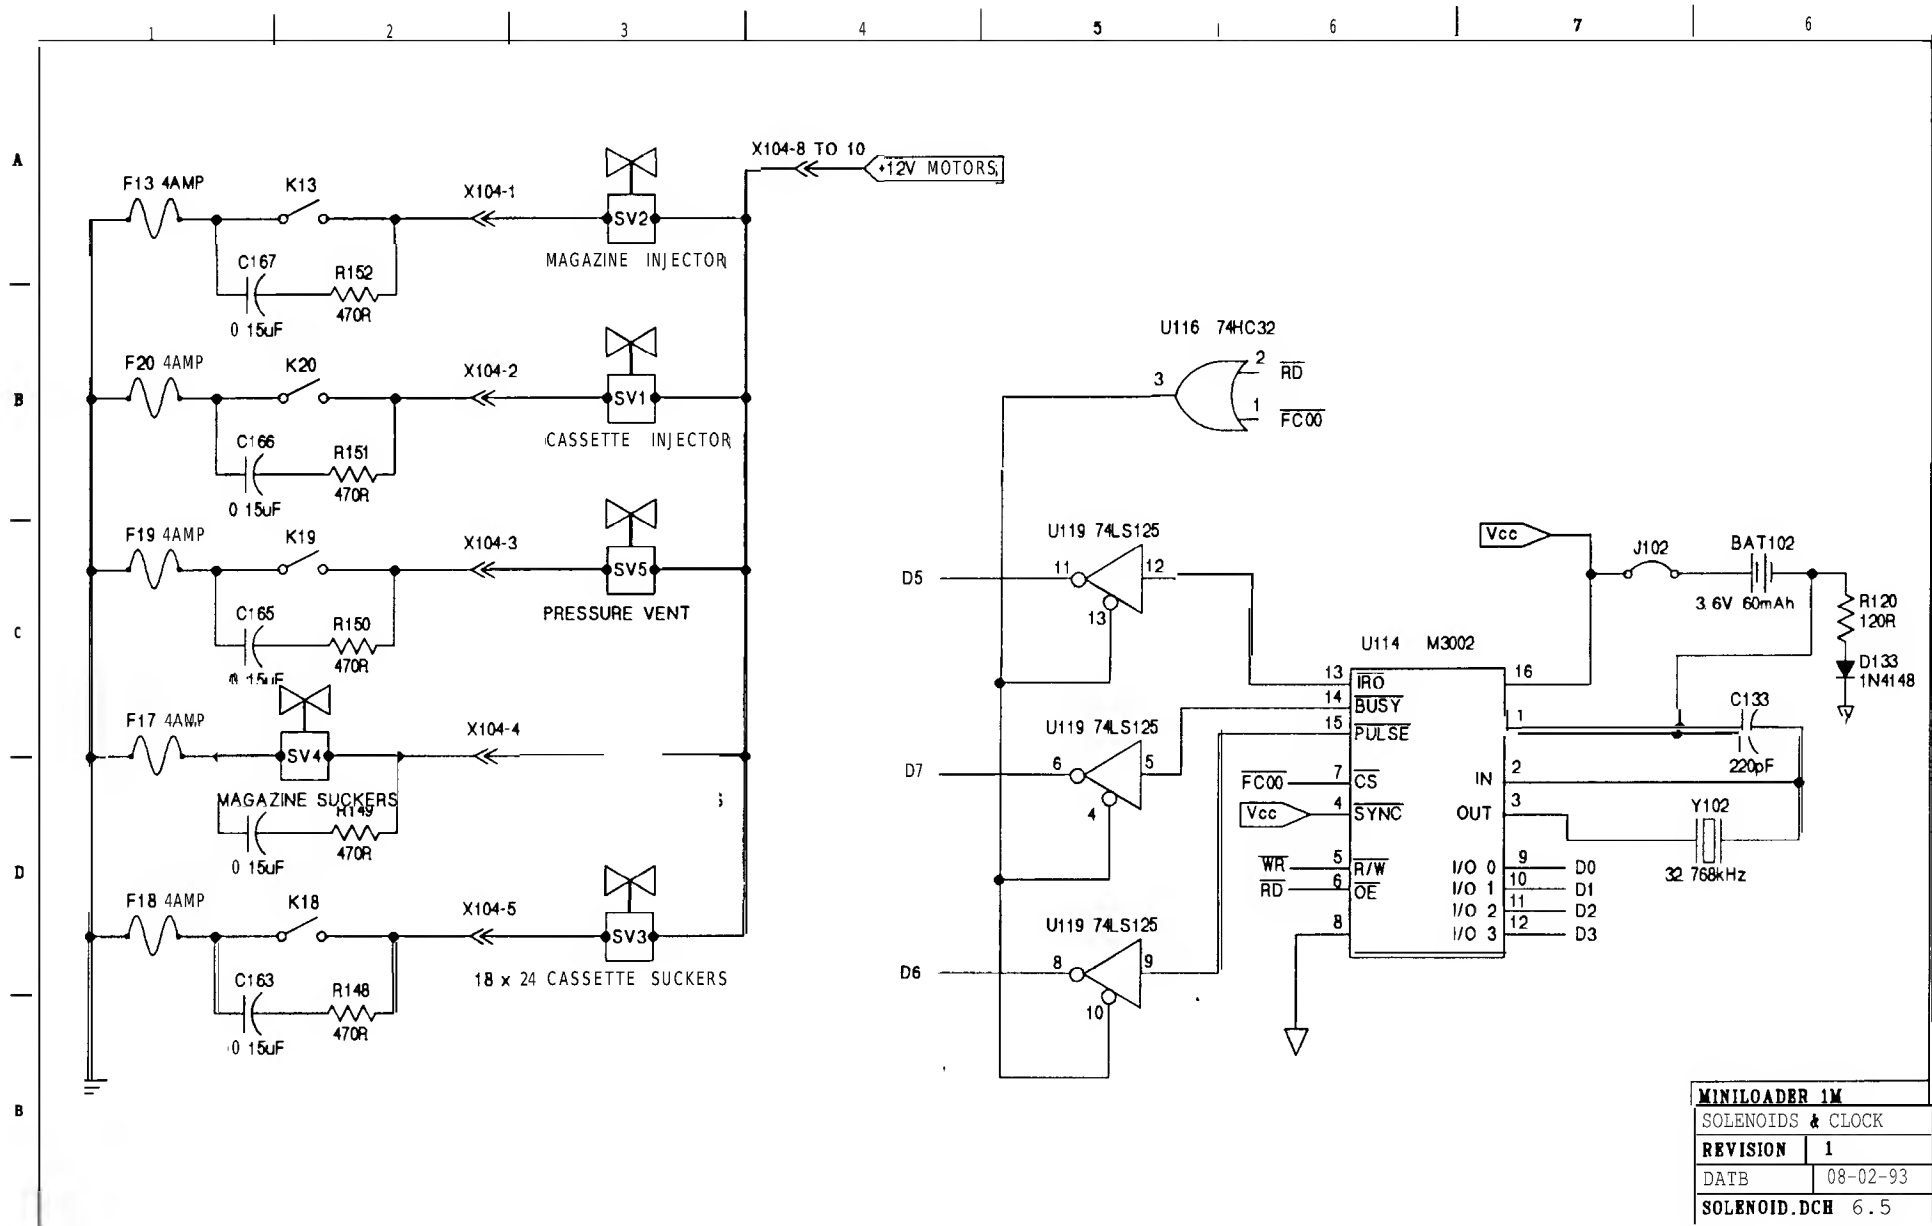 1 2 3 4 5 6 7 6
A
B
C
D
B
F13 4AMP
K13
X104-1
SV2
MAGAZINE INJECTOR
C167
0 15uF
R152
470R
X104-8 TO 10
+12V MOTORS
F20 4AMP
K20
X104-2
SV1
CASSETTE INJECTOR
C166
0 15uF
R151
470R
F19 4AMP
K19
X104-3
SV5
PRESSURE VENT
C165
0 15uF
R150
470R
F17 4AMP
SV4
X104-4
MAGAZINE SUCKERS
R149
470R
0 15uF
S
F18 4AMP
K18
X104-5
SV3
18 x 24 CASSETTE SUCKERS
C163
0 15uF
R148
470R
U116 74HC32
3
2
RD
1
FC00
U119 74LS125
D5
11
12
13
U119 74LS125
D7
6
5
4
U119 74LS125
D6
8
9
10
U114 M3002
13 IRQ
14 BUSY
15 PULSE
FC00 7 CS
Vcc 4 SYNC
WR 5 R/W
RD 6 OE
8
16
1
IN 2
OUT 3
I/O 0 9 D0
I/O 1 10 D1
I/O 2 11 D2
I/O 3 12 D3
Vcc
J102
BAT102
3.6V 60mAh
R120
120R
D133
1N4148
C133
220pF
Y102
32 768kHz
MINILOADER 1M
SOLENOIDS & CLOCK
REVISION 1
DATB 08-02-93
SOLENOID.DCH 6.5